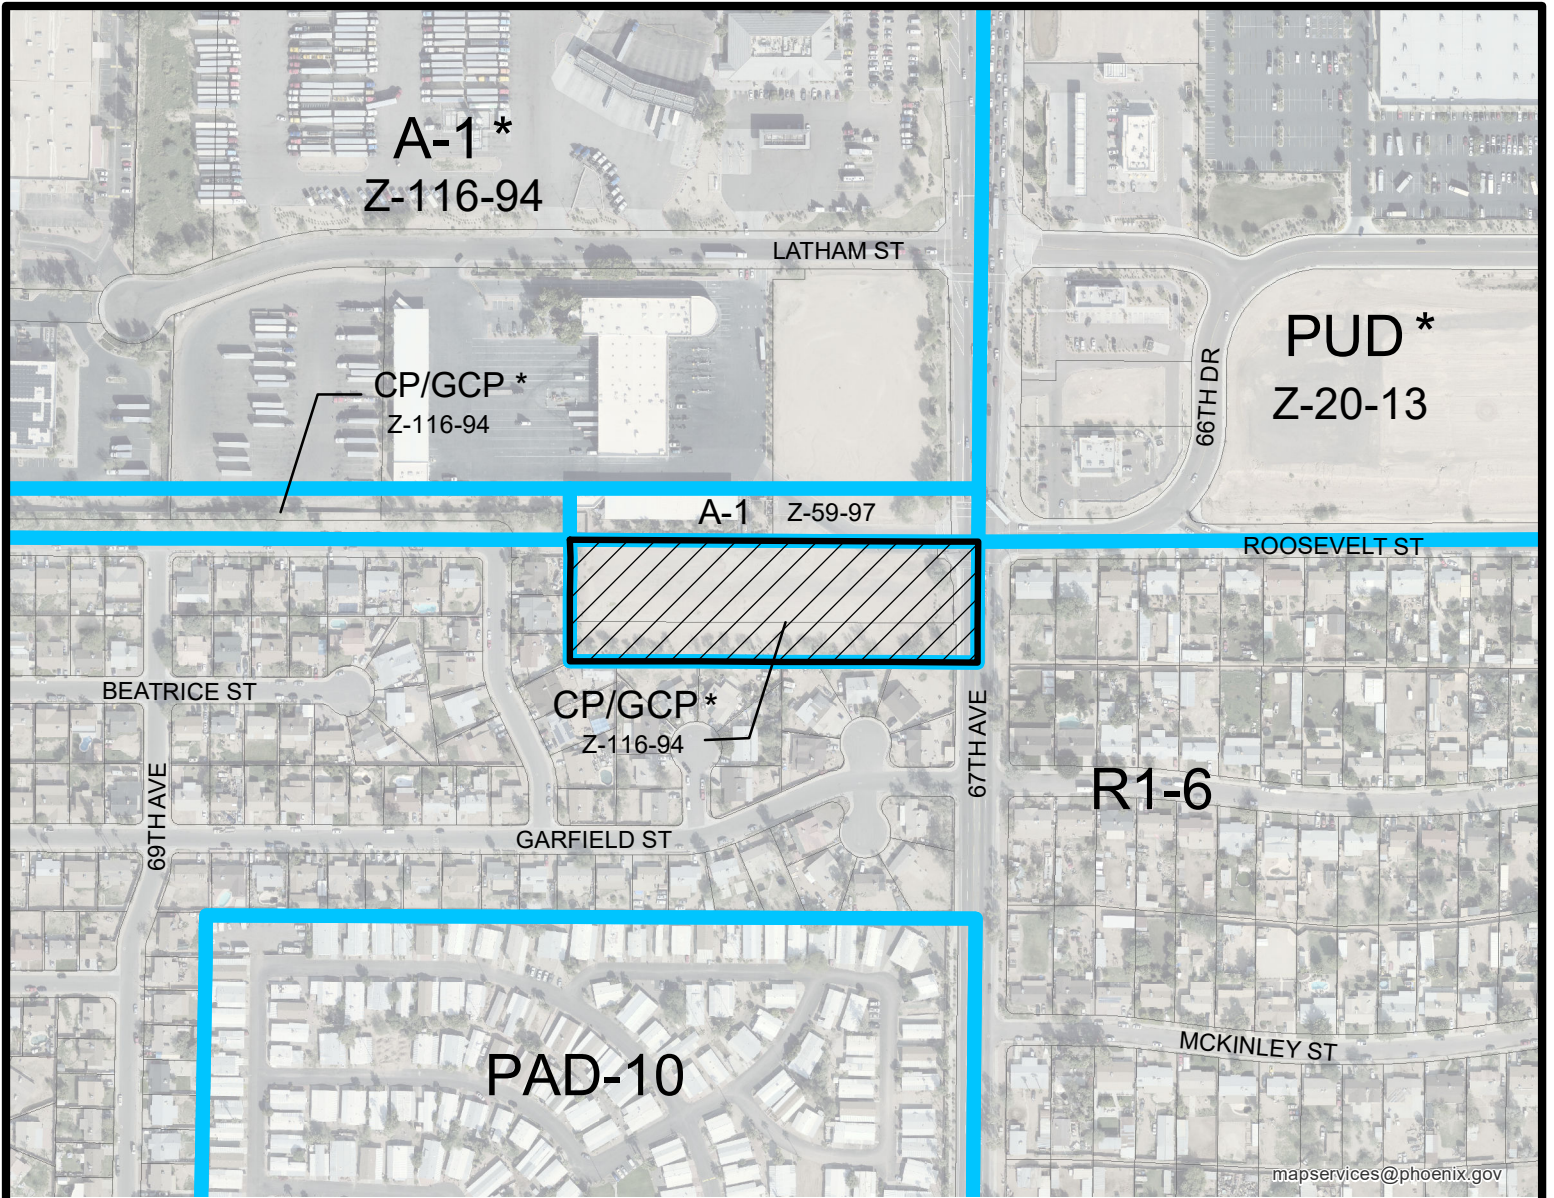 A-1 *
Z-116-94
LATHAM ST
PUD *
Z-20-13
66TH DR
CP/GCP *
Z-116-94
A-1 Z-59-97
ROOSEVELT ST
BEATRICE ST
CP/GCP *
Z-116-94
67TH AVE
R1-6
69TH AVE
GARFIELD ST
MCKINLEY ST
PAD-10
mapservices@phoenix.gov